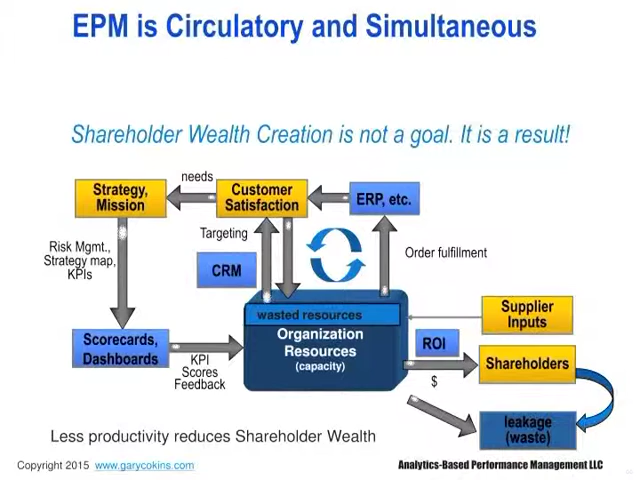 EPM is Circulatory and Simultaneous
Shareholder Wealth Creation is not a goal. It is a result!
needs
Strategy,
Mission
Customer
Satisfaction
ERP, etc.
Targeting
Risk Mgmt.,
Strategy map,
KPIs
CRM
Order fulfillment
wasted resources
Organization
Resources
(capacity)
Supplier
Inputs
Scorecards,
Dashboards
KPI
Scores
Feedback
ROI
$
Shareholders
leakage
(waste)
Less productivity reduces Shareholder Wealth
Copyright 2015 www.garycokins.com
Analytics-Based Performance Management LLC